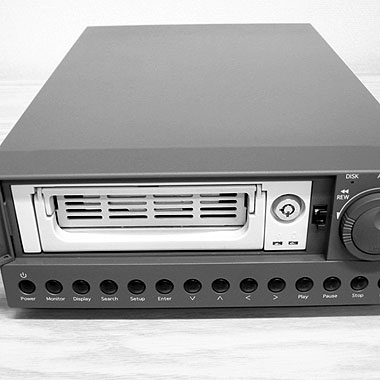 DISK
REW
Power Monitor Display Search Setup Enter Play Pause Stop